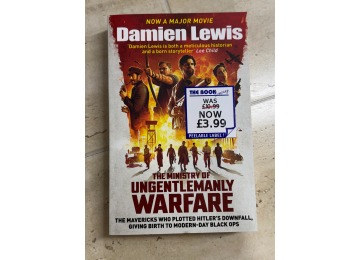 NOW A MAJOR MOVIE
Damien Lewis
'Damien Lewis is both a meticulous historian
and a born storyteller' Lee Child
THE BOOK
WAS
£10.99
NOW
£3.99
PEELABLE LABEL!
THE MINISTRY OF
UNGENTLEMANLY
WARFARE
THE MAVERICKS WHO PLOTTED HITLER'S DOWNFALL,
GIVING BIRTH TO MODERN-DAY BLACK OPS